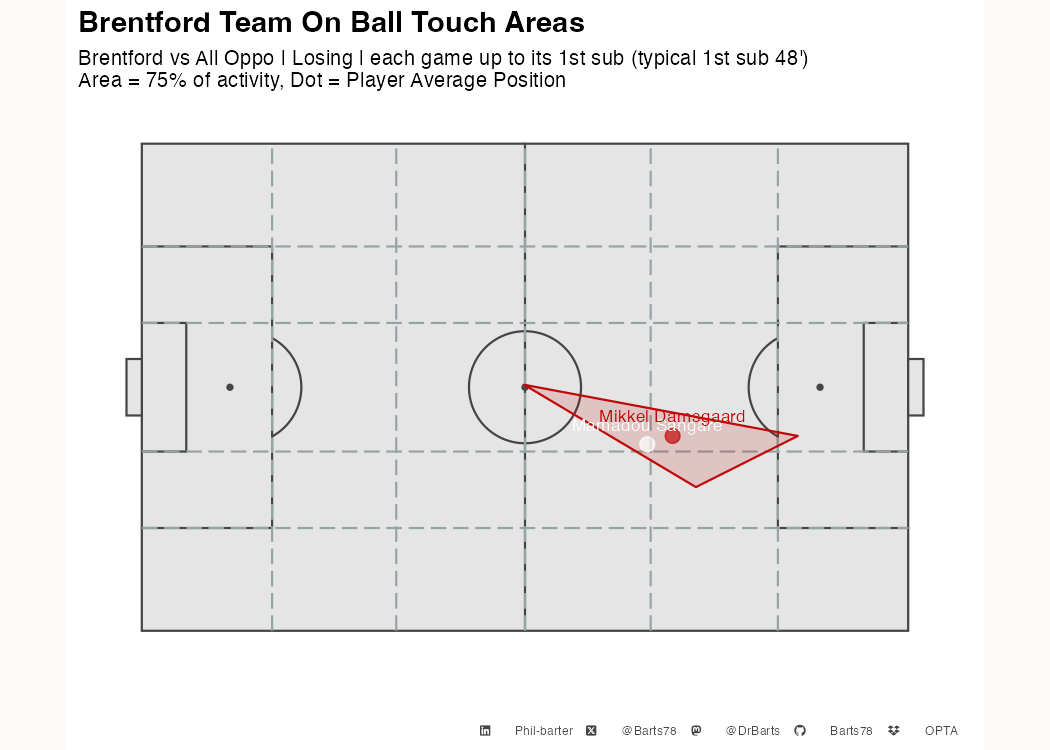 Brentford Team On Ball Touch Areas
Brentford vs All Oppo | Losing | each game up to its 1st sub (typical 1st sub 48')
Area = 75% of activity, Dot = Player Average Position
Mikkel Damsgaard
Mamadou Sangare
Phil-barter @Barts78 @DrBarts Barts78 OPTA